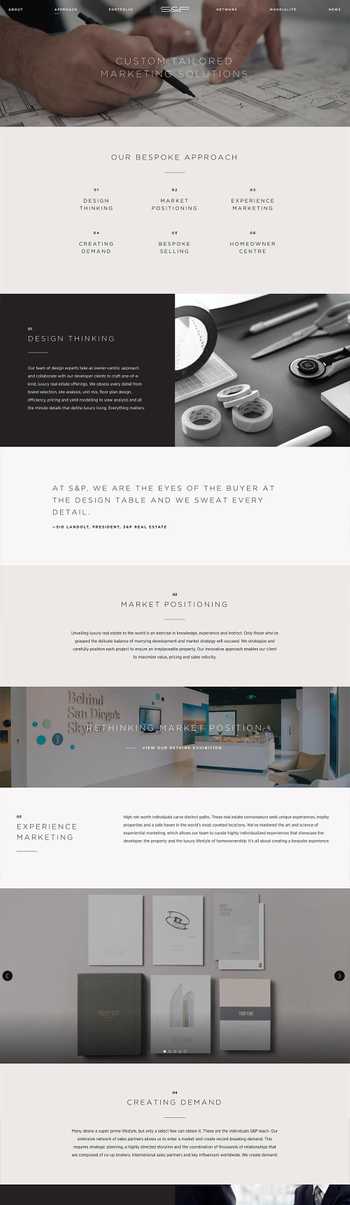 ABOUT APPROACH PORTFOLIO S&P NETWORK WORKSUITE NEWS
CUSTOM TAILORED
MARKETING SOLUTIONS
OUR BESPOKE APPROACH
01 02 03
DESIGN MARKET EXPERIENCE
THINKING POSITIONING MARKETING
04 05 06
CREATING BESPOKE HOMEOWNER
DEMAND SELLING CENTRE
01
DESIGN THINKING
Our team of design experts take an owner-centric approach
and collaborate with our developer clients to craft one-of-a-
kind, luxury real estate offerings. We obsess every detail from
brand selection, site analysis, unit mix, floor plan design,
efficiency, pricing and yield modelling to view analysis and all
the minute details that define luxury living. Everything matters.
AT S&P, WE ARE THE EYES OF THE BUYER AT
THE DESIGN TABLE AND WE SWEAT EVERY
DETAIL.
—SID LANDOLT, PRESIDENT, S&P REAL ESTATE
02
MARKET POSITIONING
Unveiling luxury real estate to the world is an exercise in knowledge, experience and instinct. Only those who've
grasped the delicate balance of marrying development and market strategy will succeed. We strategize and
carefully position each project to ensure an irreplaceable property. Our innovative approach enables our client
to maximize value, pricing and sales velocity.
Behind
San Diego's
RETHINKING MARKET POSITION
VIEW OUR RETHINK EXHIBITION
03
EXPERIENCE
MARKETING
High net worth individuals carve distinct paths. These real estate connoisseurs seek unique experiences, trophy
properties and a safe haven in the world's most coveted locations. We've mastered the art and science of
experiential marketing, which allows our team to curate highly individualized experiences that showcase the
developer, the property and the luxury lifestyle of homeownership. It's all about creating a bespoke experience
04
CREATING DEMAND
Many desire a super prime lifestyle, but only a select few can obtain it. These are the individuals S&P reach. Our
extensive network of sales partners allows us to enter a market and create record-breaking demand. This
requires strategic planning, a highly directed storyline and the coordination of thousands of relationships that
are composed of co-op brokers, international sales partners and key influencers worldwide. We create demand.